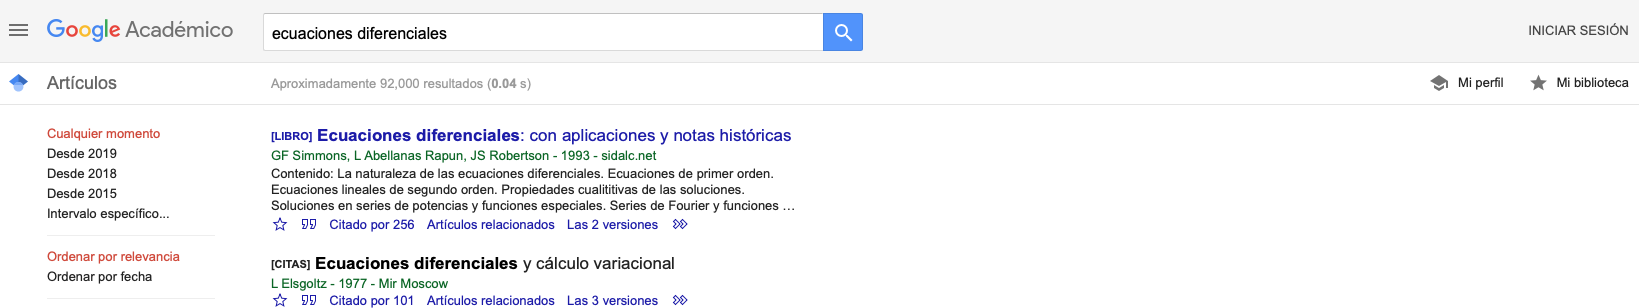 Google Académico
ecuaciones diferenciales
INICIAR SESIÓN
Artículos
Aproximadamente 92,000 resultados (0.04 s)
Mi perfil
Mi biblioteca
Cualquier momento
Desde 2019
Desde 2018
Desde 2015
Intervalo específico...
Ordenar por relevancia
Ordenar por fecha
[LIBRO] Ecuaciones diferenciales: con aplicaciones y notas históricas
GF Simmons, L Abellanas Rapun, JS Robertson - 1993 - sidalc.net
Contenido: La naturaleza de las ecuaciones diferenciales. Ecuaciones de primer orden.
Ecuaciones lineales de segundo orden. Propiedades cualititivas de las soluciones.
Soluciones en series de potencias y funciones especiales. Series de Fourier y funciones …
Citado por 256 Artículos relacionados Las 2 versiones
[CITAS] Ecuaciones diferenciales y cálculo variacional
L Elsgoltz - 1977 - Mir Moscow
Citado por 101 Artículos relacionados Las 3 versiones